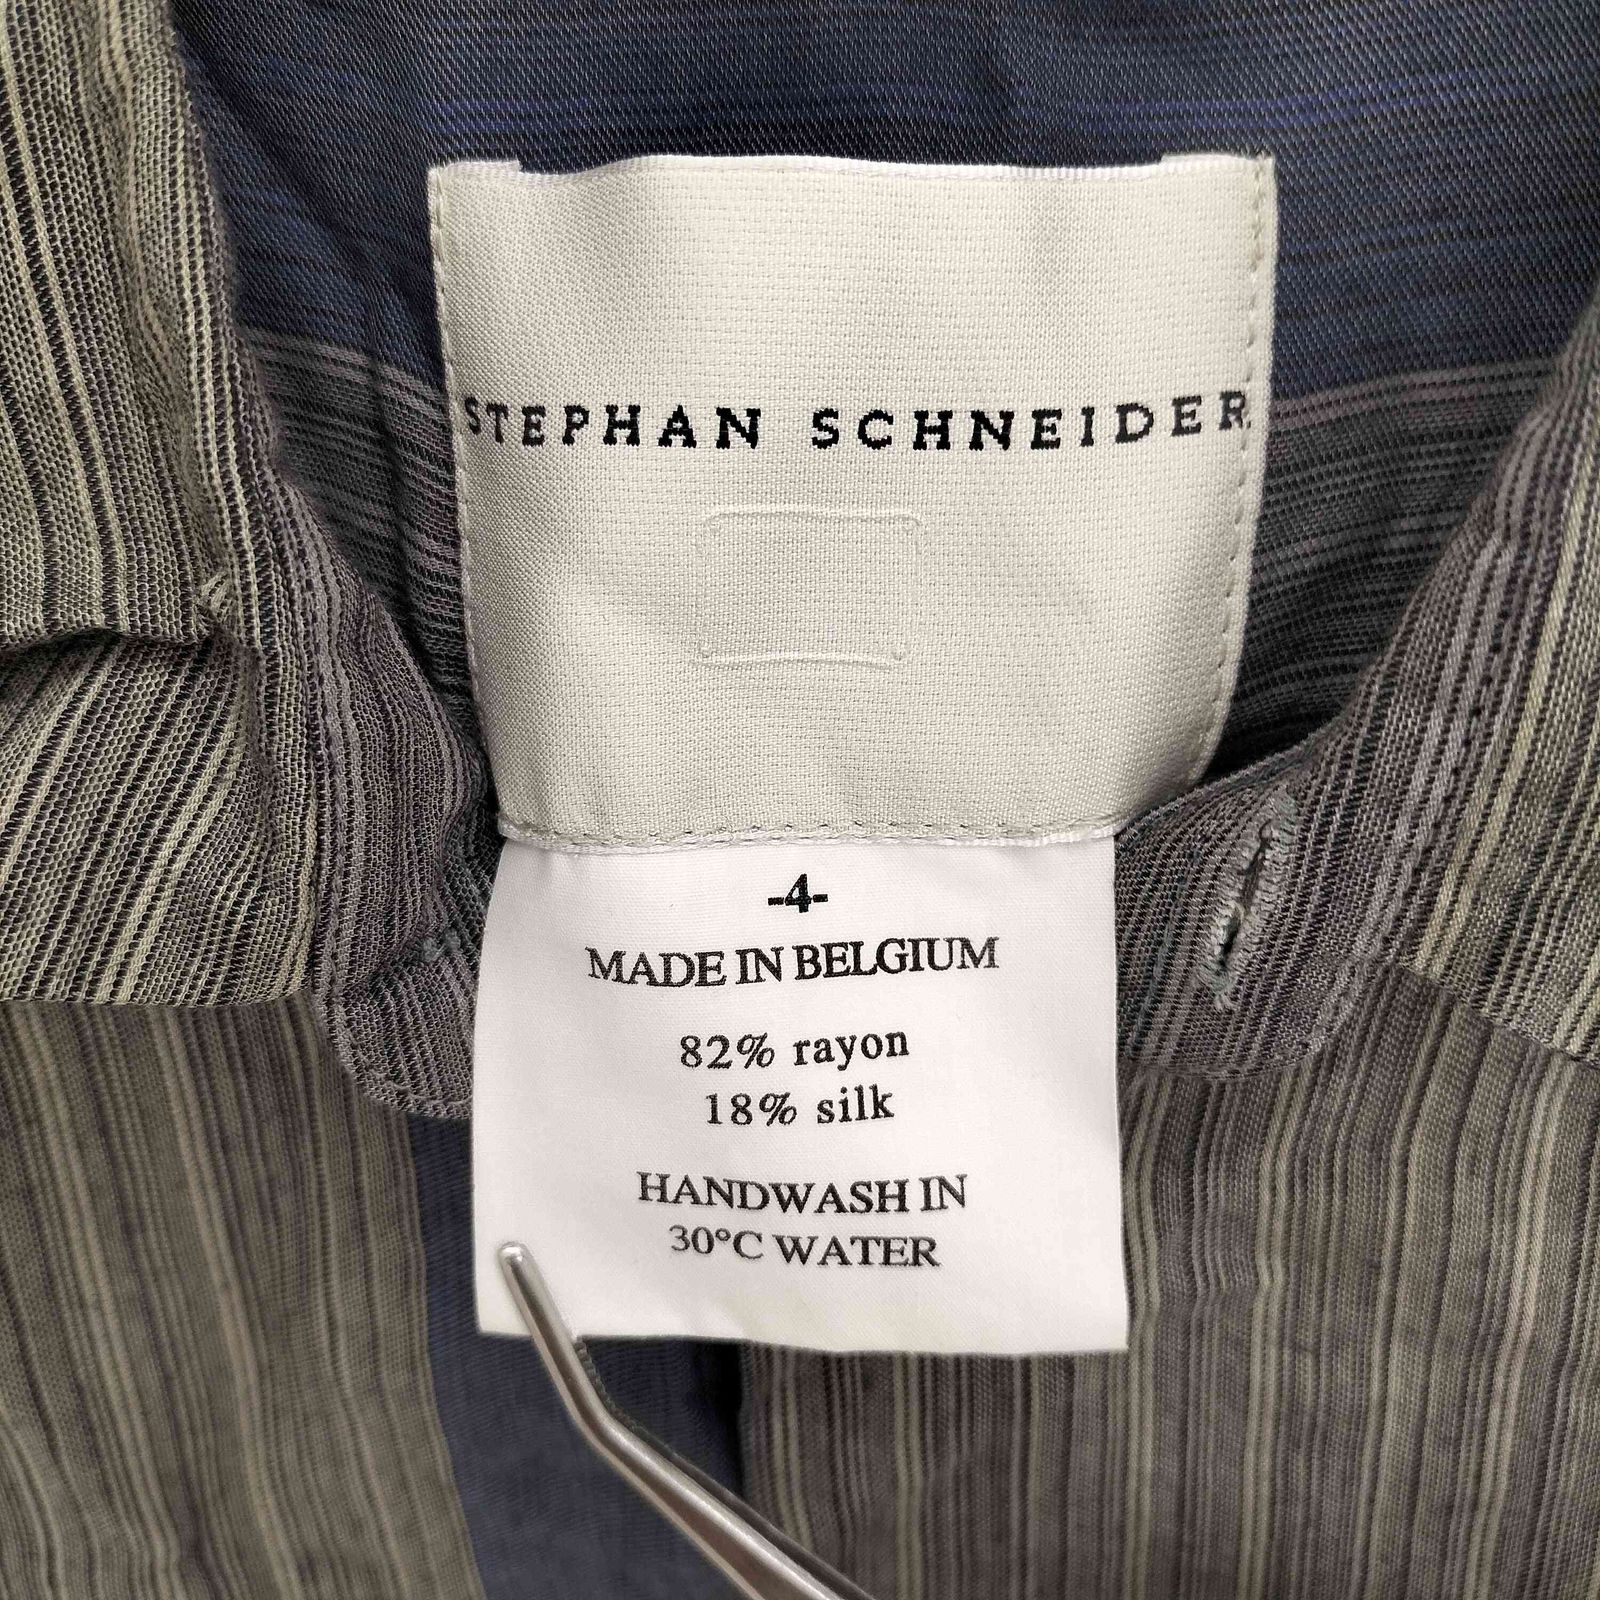 STEPHAN SCHNEIDER.
-4-
MADE IN BELGIUM
82% rayon
18% silk
HANDWASH IN
30°C WATER